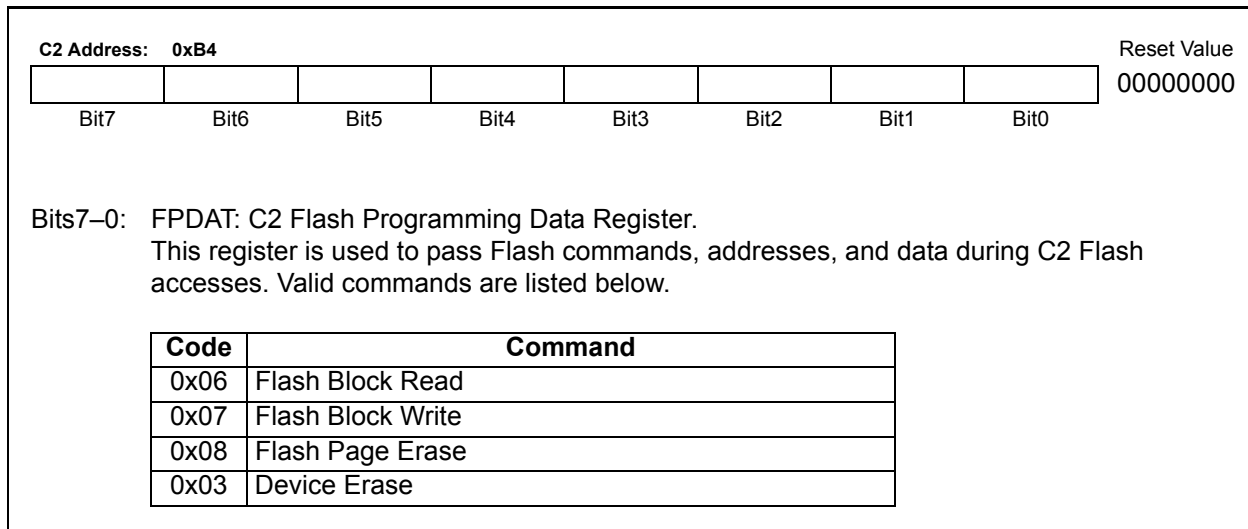 C2 Address: 0xB4 Reset Value
00000000
Bit7 Bit6 Bit5 Bit4 Bit3 Bit2 Bit1 Bit0
Bits7–0: FPDAT: C2 Flash Programming Data Register.
This register is used to pass Flash commands, addresses, and data during C2 Flash
accesses. Valid commands are listed below.
Code Command
0x06 Flash Block Read
0x07 Flash Block Write
0x08 Flash Page Erase
0x03 Device Erase